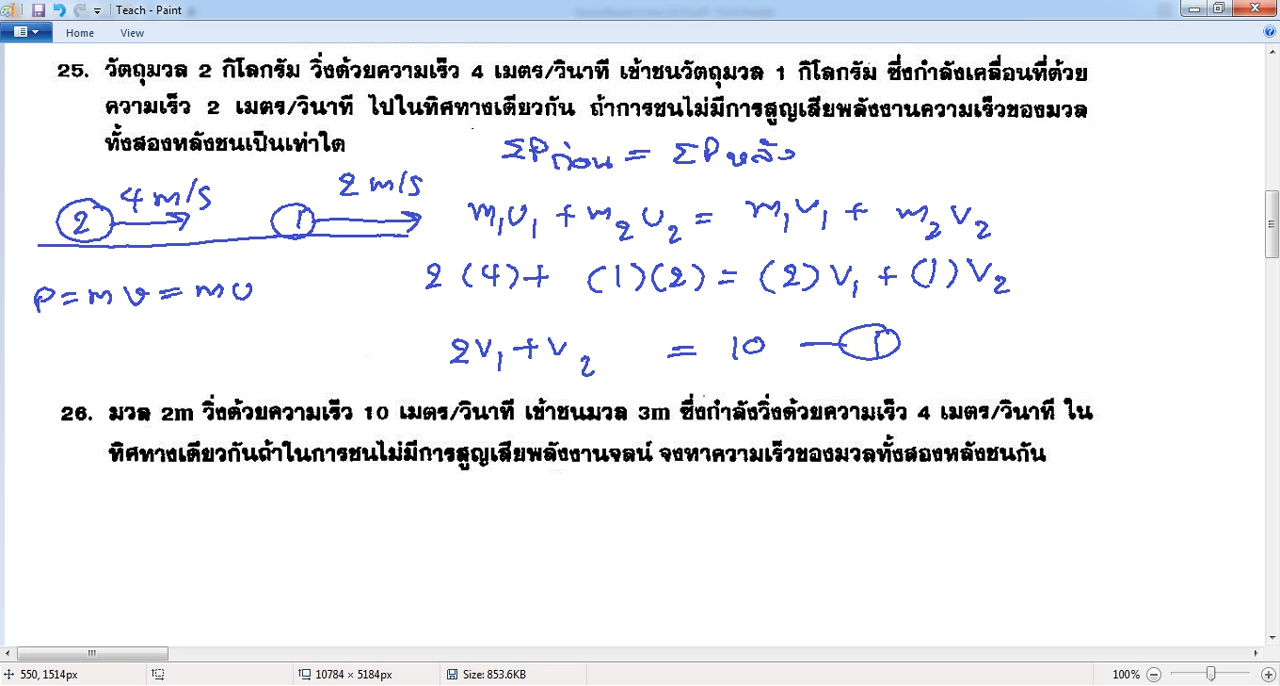 Teach - Paint
Home View
25. วัตถุมวล 2 กิโลกรัม วิ่งด้วยความเร็ว 4 เมตร/วินาที เข้าชนวัตถุมวล 1 กิโลกรัม ซึ่งกำลังเคลื่อนที่ด้วย
ความเร็ว 2 เมตร/วินาที ไปในทิศทางเดียวกัน ถ้าการชนไม่มีการสูญเสียพลังงานความเร็วของมวล
ทั้งสองหลังชนเป็นเท่าใด
ΣPก่อน = ΣPหลัง
2 4 m/s 1 2 m/s
m₁u₁ + m₂u₂ = m₁v₁ + m₂v₂
2 (4) + (1)(2) = (2)v₁ + (1)v₂
P = mv = mu
2v₁ + v₂ = 10 — 1
26. มวล 2m วิ่งด้วยความเร็ว 10 เมตร/วินาที เข้าชนมวล 3m ซึ่งกำลังวิ่งด้วยความเร็ว 4 เมตร/วินาที ใน
ทิศทางเดียวกันถ้าในการชนไม่มีการสูญเสียพลังงานจลน์ จงหาความเร็วของมวลทั้งสองหลังชนกัน
550, 1514px 10784 × 5184px Size: 853.6KB 100%